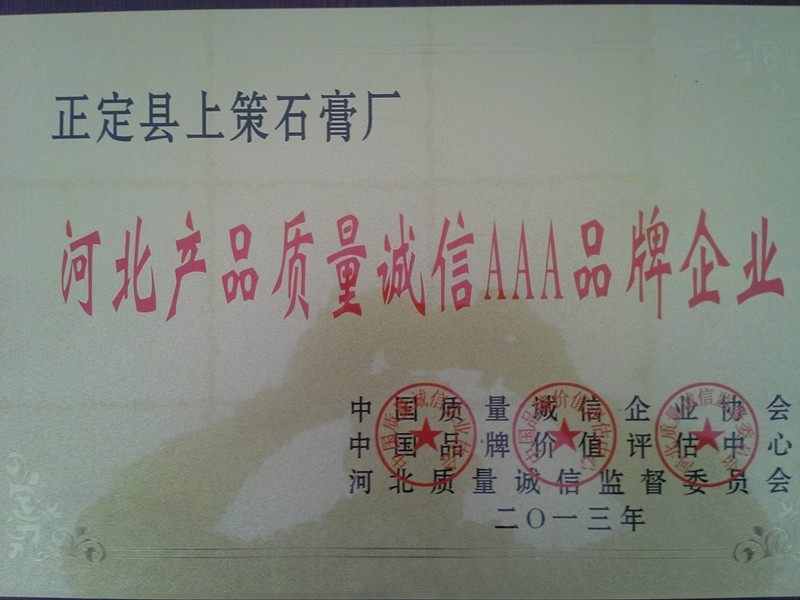 正定县上策石膏厂
河北产品质量诚信AAA品牌企业
中国质量诚信企业协会
中国品牌价值评估中心
河北质量诚信监督委员会
二〇一三年